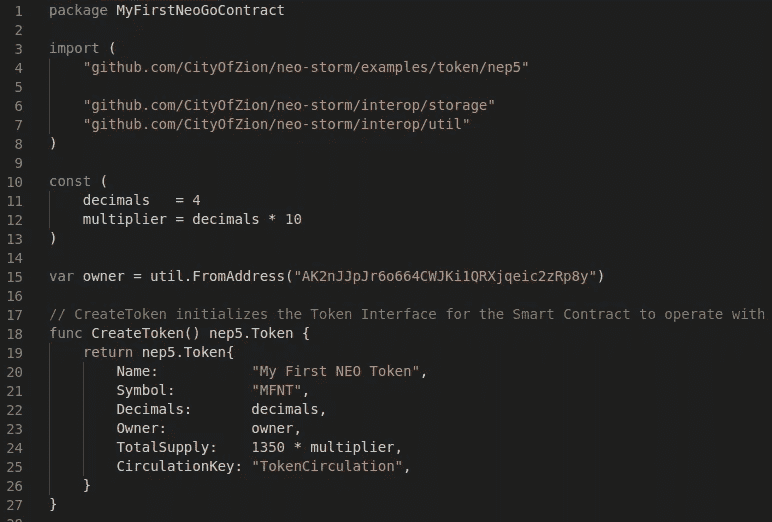 1 package MyFirstNeoGoContract
2
3 import (
4 "github.com/CityOfZion/neo-storm/examples/token/nep5"
5
6 "github.com/CityOfZion/neo-storm/interop/storage"
7 "github.com/CityOfZion/neo-storm/interop/util"
8 )
9
10 const (
11 decimals = 4
12 multiplier = decimals * 10
13 )
14
15 var owner = util.FromAddress("AK2nJJpJr6o664CWJKi1QRXjqeic2zRp8y")
16
17 // CreateToken initializes the Token Interface for the Smart Contract to operate with
18 func CreateToken() nep5.Token {
19 return nep5.Token{
20 Name: "My First NEO Token",
21 Symbol: "MFNT",
22 Decimals: decimals,
23 Owner: owner,
24 TotalSupply: 1350 * multiplier,
25 CirculationKey: "TokenCirculation",
26 }
27 }